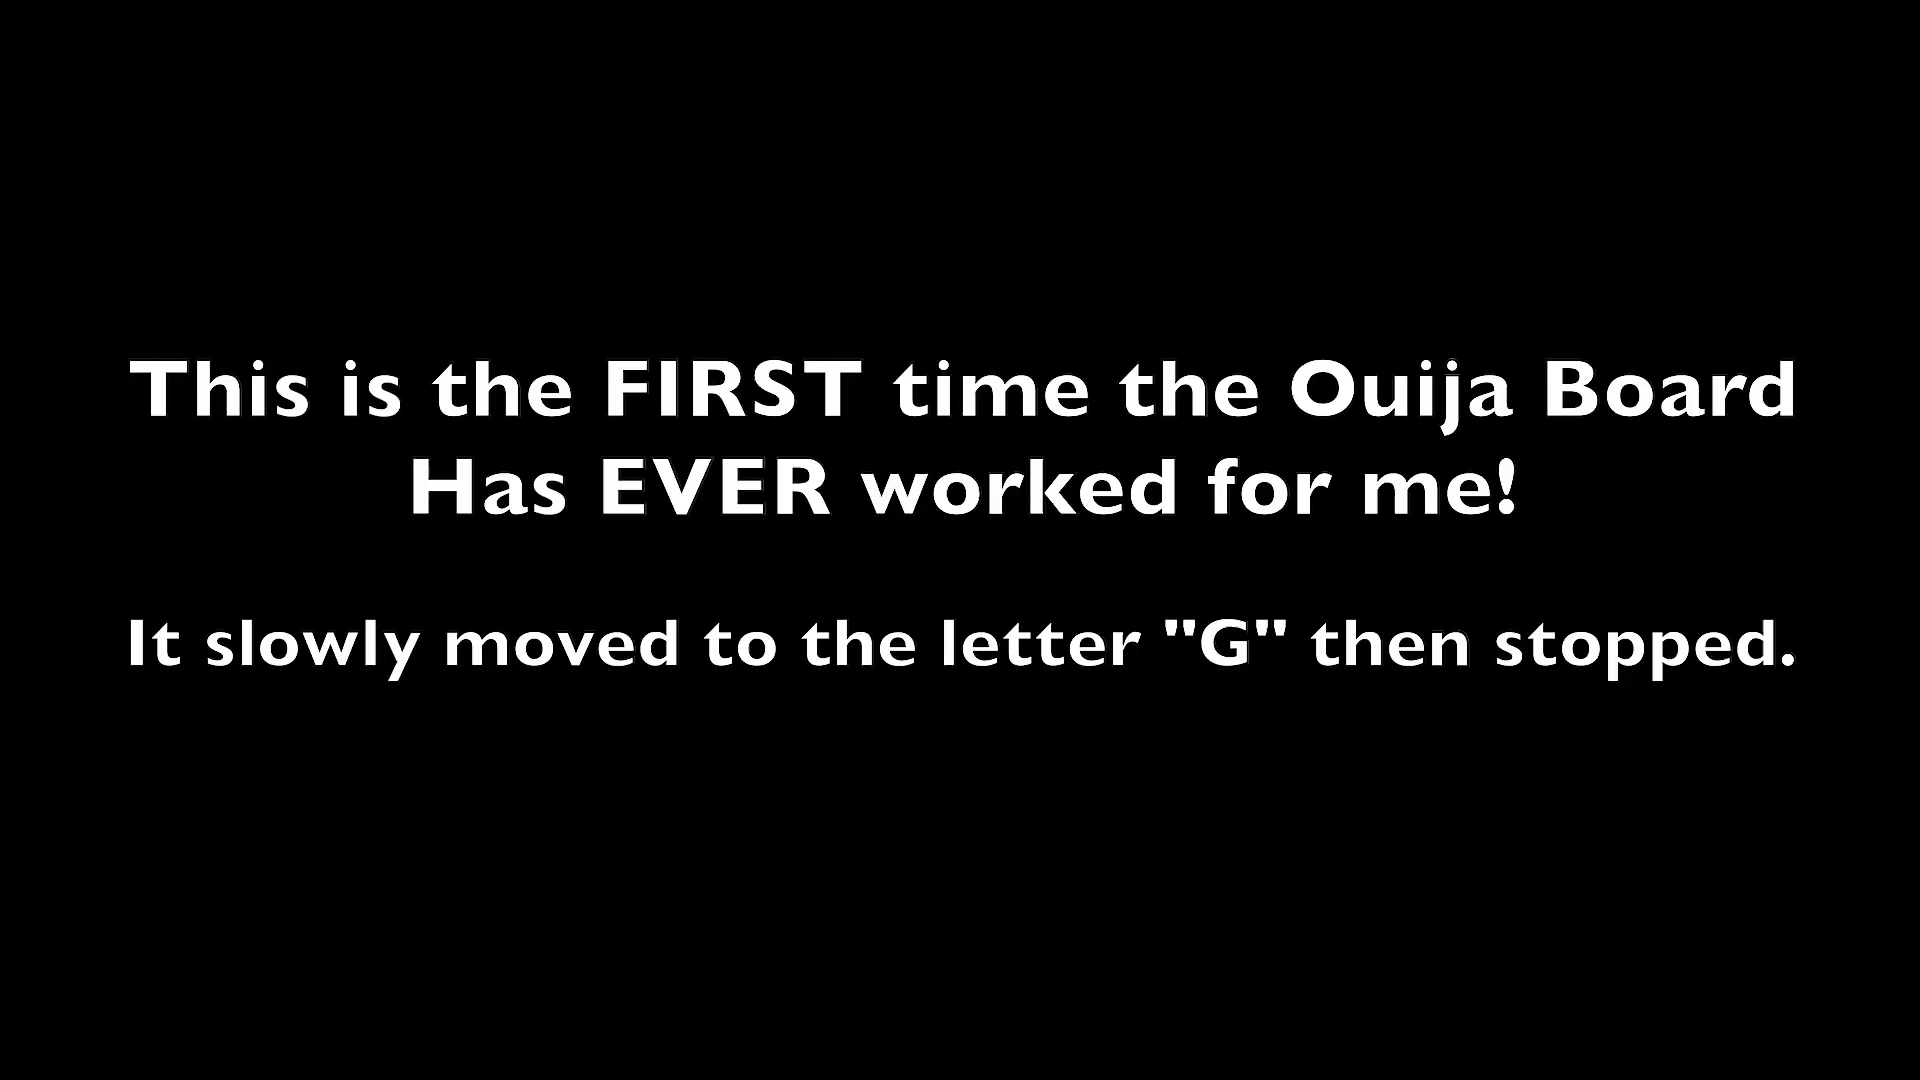 This is the FIRST time the Ouija Board
Has EVER worked for me!
It slowly moved to the letter "G" then stopped.